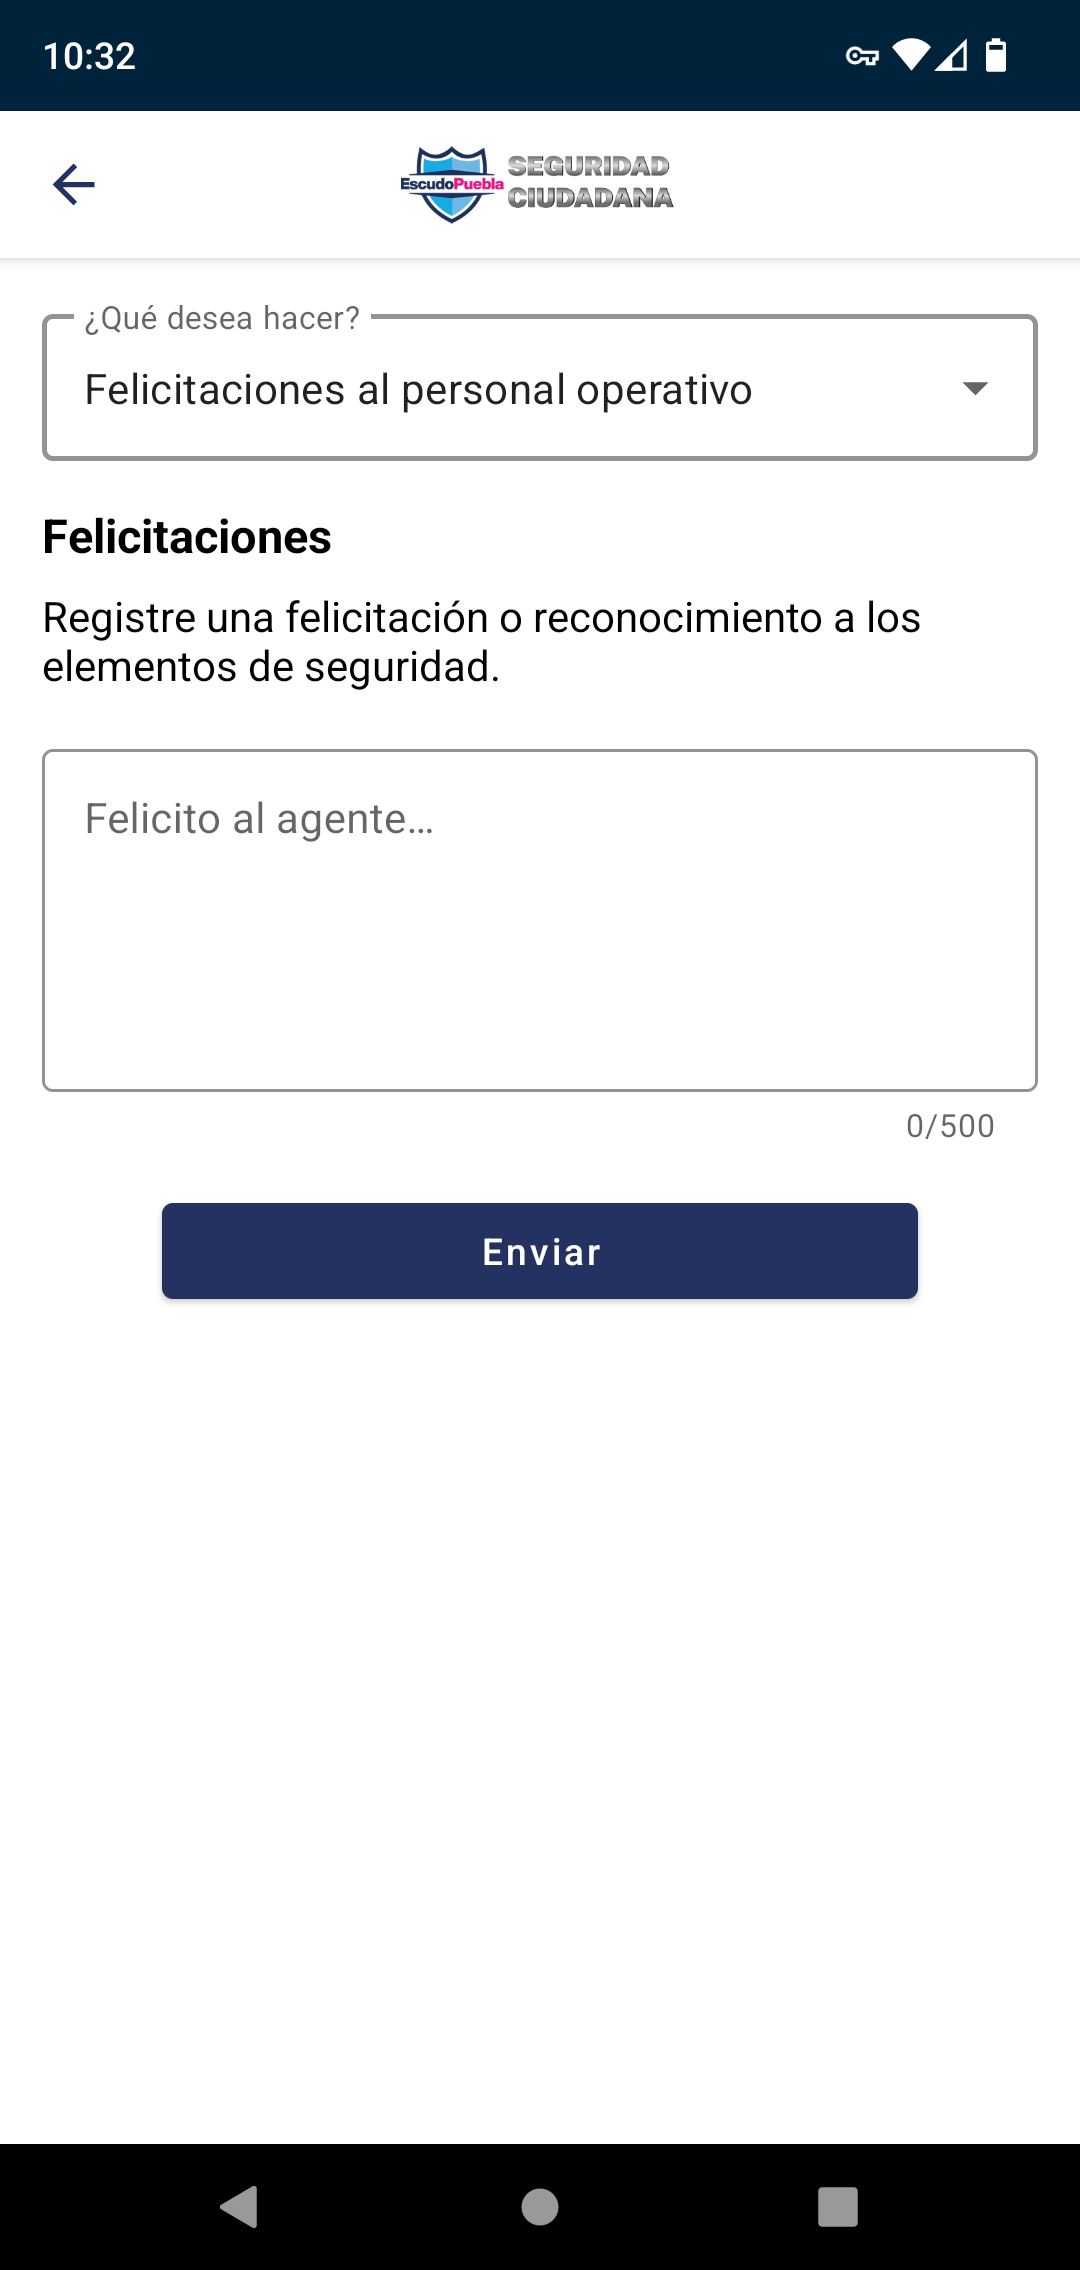 10:32
EscudoPuebla
SEGURIDAD
CIUDADANA
¿Qué desea hacer?
Felicitaciones al personal operativo
Felicitaciones
Registre una felicitación o reconocimiento a los
elementos de seguridad.
Felicito al agente...
0/500
Enviar